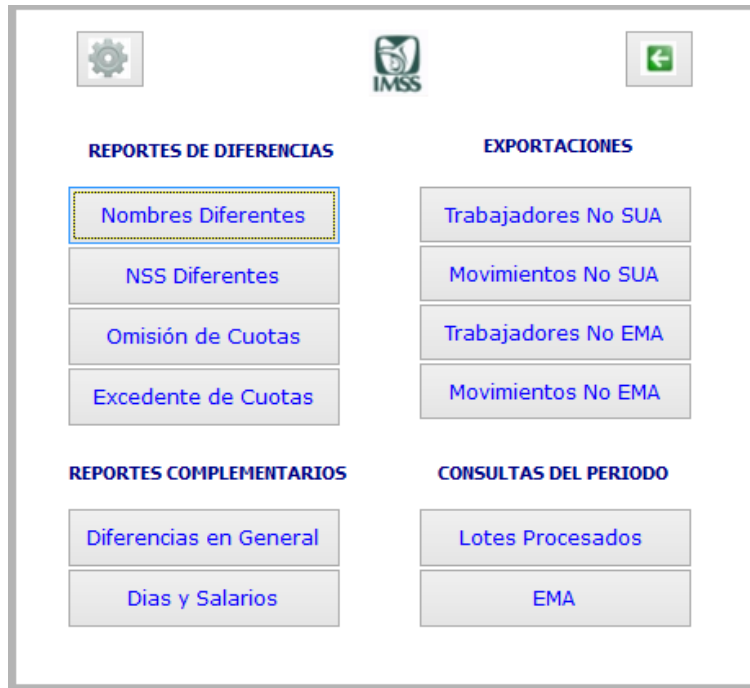 IMSS
REPORTES DE DIFERENCIAS
Nombres Diferentes
NSS Diferentes
Omisión de Cuotas
Excedente de Cuotas
EXPORTACIONES
Trabajadores No SUA
Movimientos No SUA
Trabajadores No EMA
Movimientos No EMA
REPORTES COMPLEMENTARIOS
Diferencias en General
Dias y Salarios
CONSULTAS DEL PERIODO
Lotes Procesados
EMA